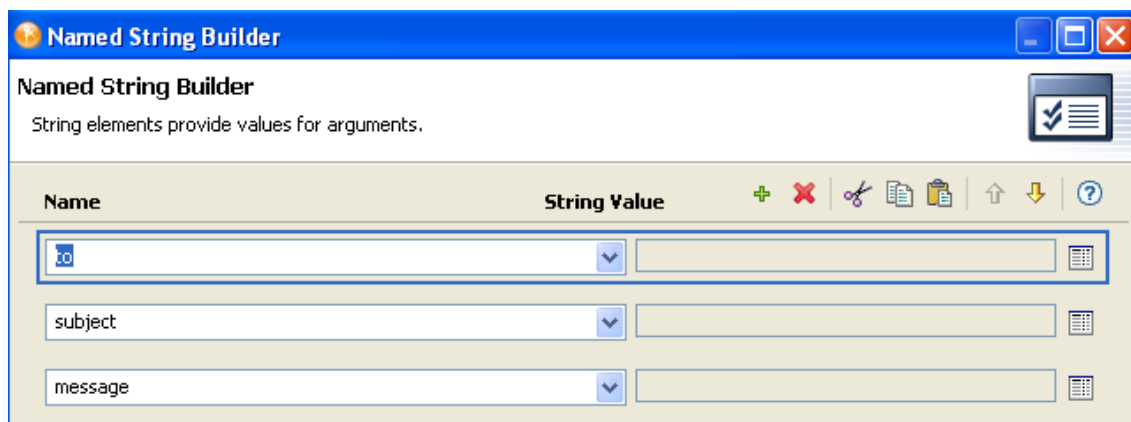 Named String Builder
Named String Builder
String elements provide values for arguments.
Name String Value
to
subject
message